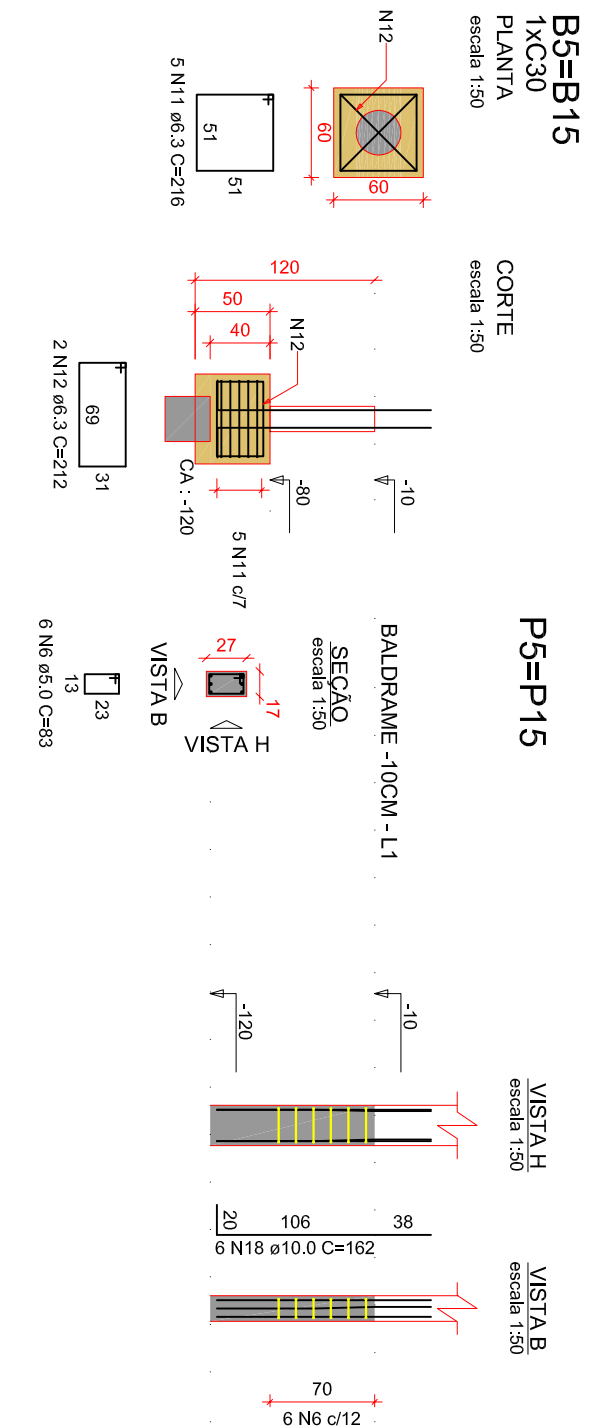 B5=B15
1xC30
PLANTA
escala 1:50
N12
60
60
51
51
5 N11 ø6.3 C=216
CORTE
escala 1:50
120
50
40
N12
-10
-80
CA : -120
5 N11 c/7
69
31
2 N12 ø6.3 C=212
P5=P15
BALDRAME -10CM - L1
SEÇÃO
escala 1:50
27
17
VISTA H
VISTA B
23
13
6 N6 ø5.0 C=83
-10
-120
VISTA H
escala 1:50
20
106
38
6 N18 ø10.0 C=162
VISTA B
escala 1:50
70
6 N6 c/12